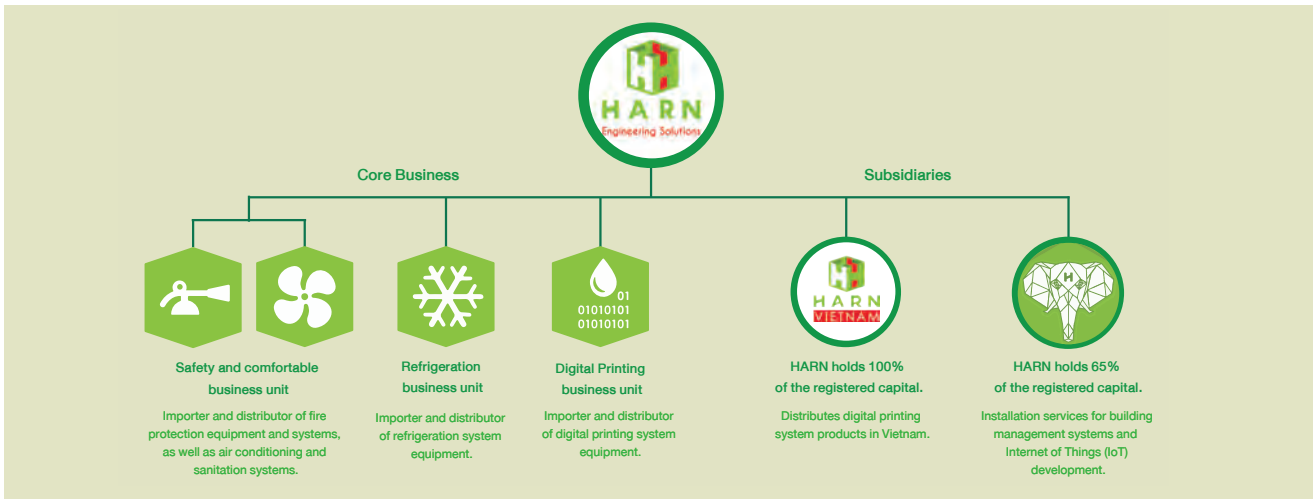 HARN
Engineering Solutions
Core Business
Subsidiaries
01
01010101
01010101
Safety and comfortable
business unit
Importer and distributor of fire
protection equipment and systems,
as well as air conditioning and
sanitation systems.
Refrigeration
business unit
Importer and distributor
of refrigeration system
equipment.
Digital Printing
business unit
Importer and distributor
of digital printing system
equipment.
HARN
VIETNAM
HARN holds 100%
of the registered capital.
Distributes digital printing
system products in Vietnam.
H
HARN holds 65%
of the registered capital.
Installation services for building
management systems and
Internet of Things (IoT)
development.